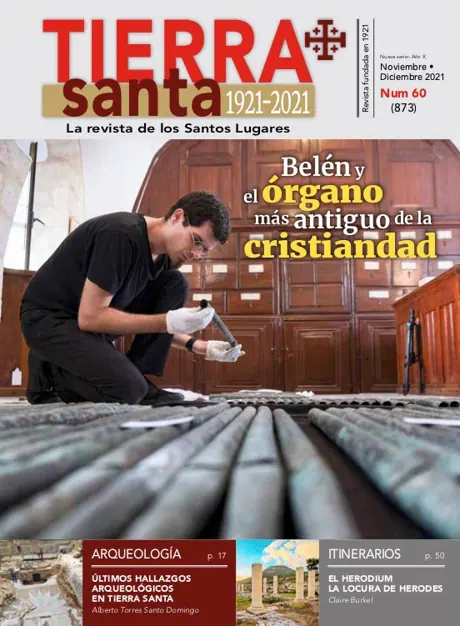 TIERRA
santa 1921-2021
La revista de los Santos Lugares
Revista fundada en 1921
Nueva serie- Año X
Noviembre •
Diciembre 2021
Num 60
(873)
Belén y
el órgano
más antiguo de la
cristiandad
ARQUEOLOGÍA p. 17
ÚLTIMOS HALLAZGOS
ARQUEOLÓGICOS
EN TIERRA SANTA
Alberto Torres Santo Domingo
ITINERARIOS p. 50
EL HERODIUM
LA LOCURA DE HERODES
Claire Burkel